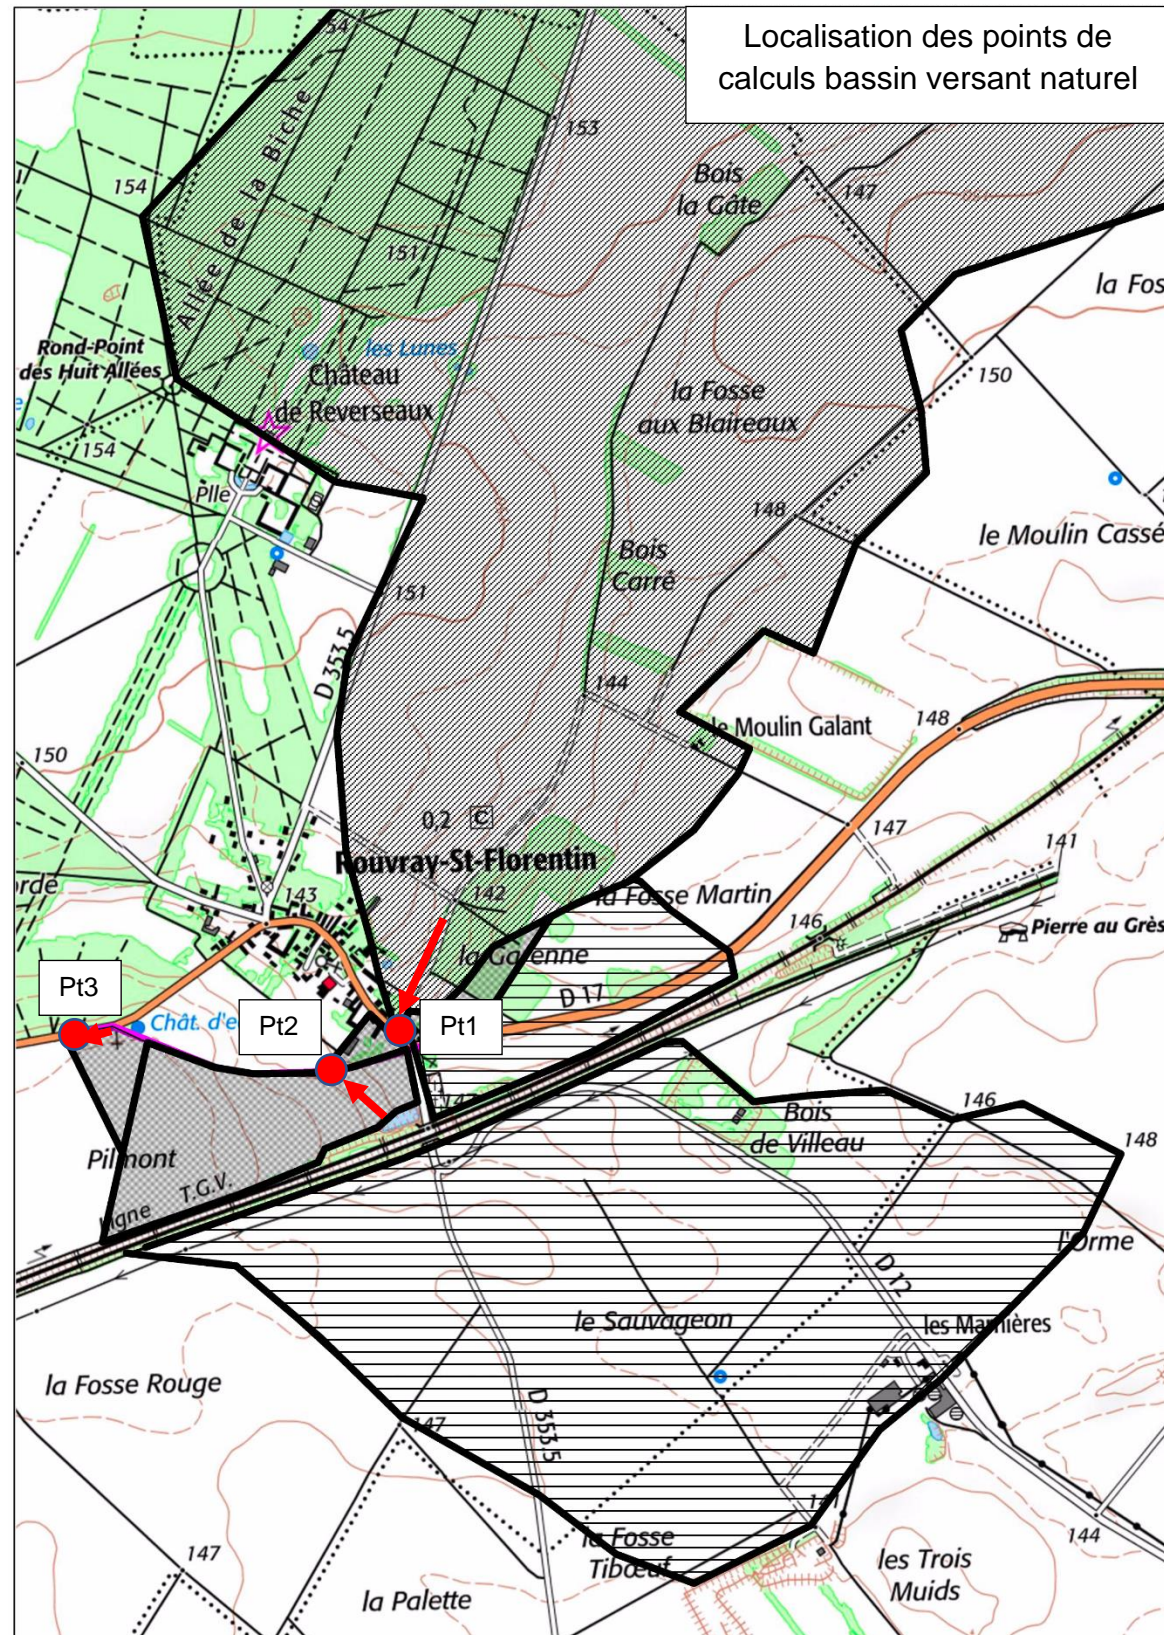 Localisation des points de
calculs bassin versant naturel
154
153
154
Allée de la Biche
Bois
la Gâte
147
151
la Fos
Rond-Point
des Huit Allées
les Lunes
Château
de Reverseaux
150
la Fosse
aux Blaireaux
154
Plle
148
le Moulin Cassé
Bois
Carré
151
D 353.5
144
le Moulin Galant
148
150
0,2 C
147
141
Rouvray-St-Florentin
orde
143
142
la Fosse Martin
146
Pierre au Grès
la Garenne
Pt3
D 17
Chât. d'e
Pt2
Pt1
147
Bois
de Villeau
146
148
Pilmont
Ligne T.G.V.
l'Orme
D 12
le Sauvageon
les Marnières
la Fosse Rouge
D 353.5
147
141
144
la Fosse
Tibœuf
147
les Trois
Muids
la Palette